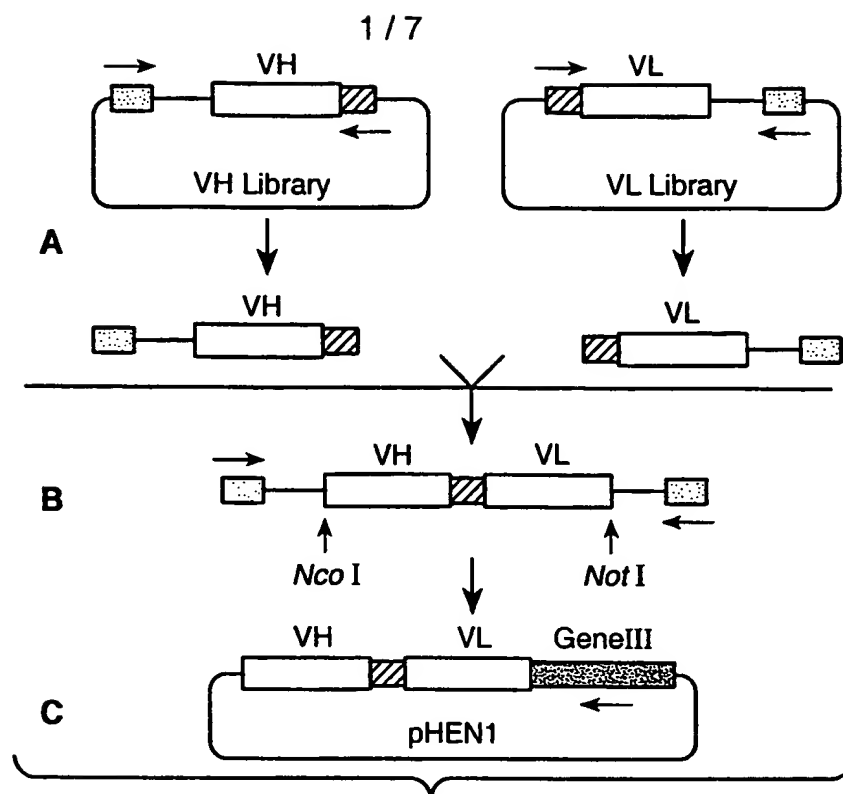 1 / 7
VH
VL
VH Library
VL Library
A
VH
VL
VH
VL
B
Nco I
Not I
VH
VL
GeneIII
C
pHEN1